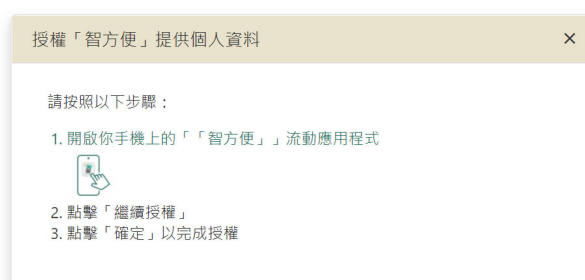 授權「智方便」提供個人資料
請按照以下步驟：
1. 開啟你手機上的「「智方便」」流動應用程式
2. 點擊「繼續授權」
3. 點擊「確定」以完成授權